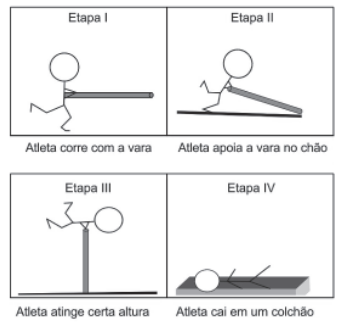 Etapa I
Etapa II
Atleta corre com a vara
Atleta apoia a vara no chão
Etapa III
Etapa IV
Atleta atinge certa altura
Atleta cai em um colchão